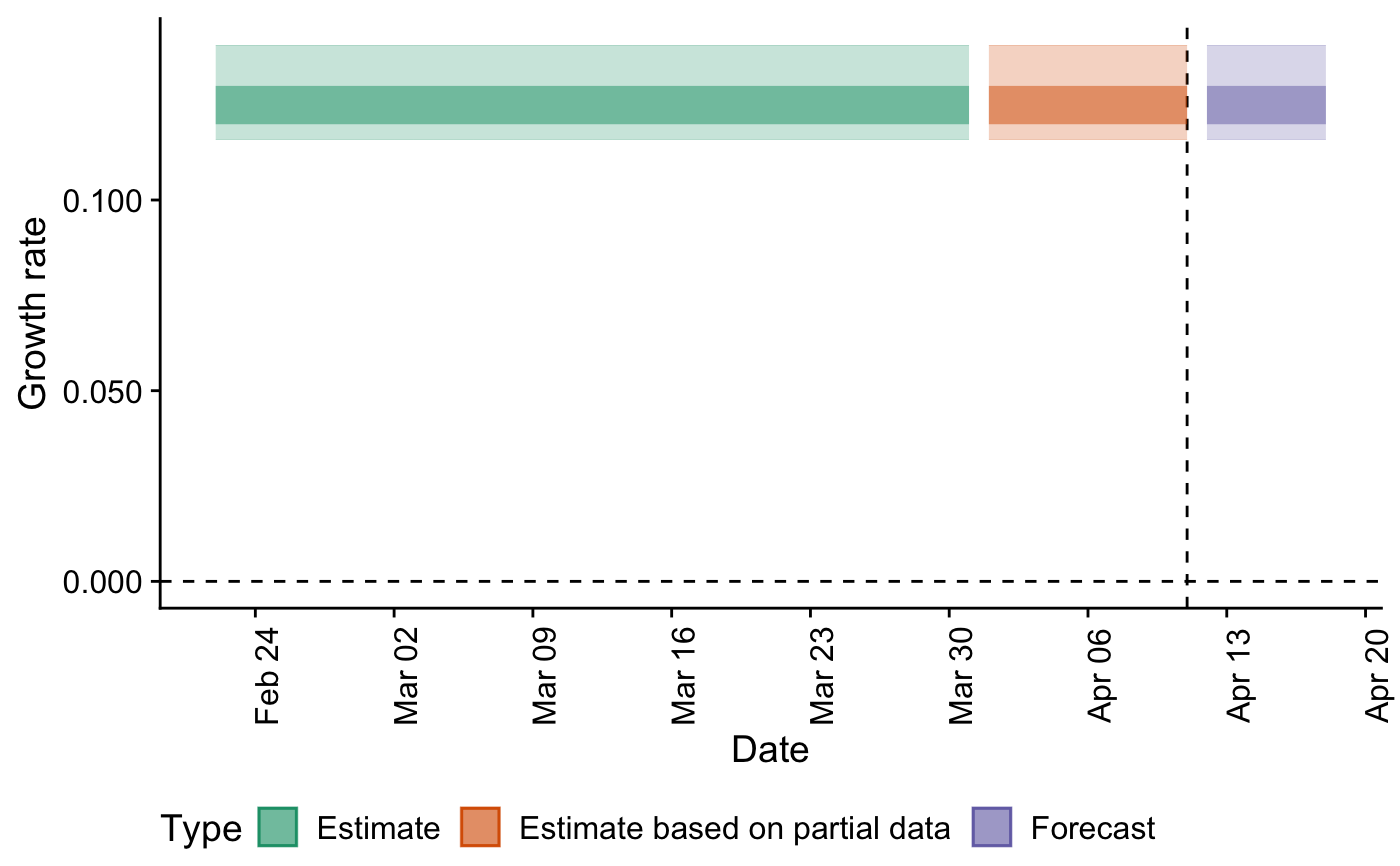 Growth rate
0.100
0.050
0.000
Feb 24
Mar 02
Mar 09
Mar 16
Mar 23
Mar 30
Apr 06
Apr 13
Apr 20
Date
Type Estimate Estimate based on partial data Forecast